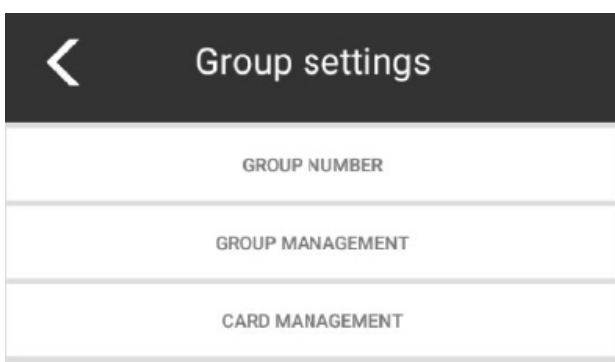 Group settings
GROUP NUMBER
GROUP MANAGEMENT
CARD MANAGEMENT